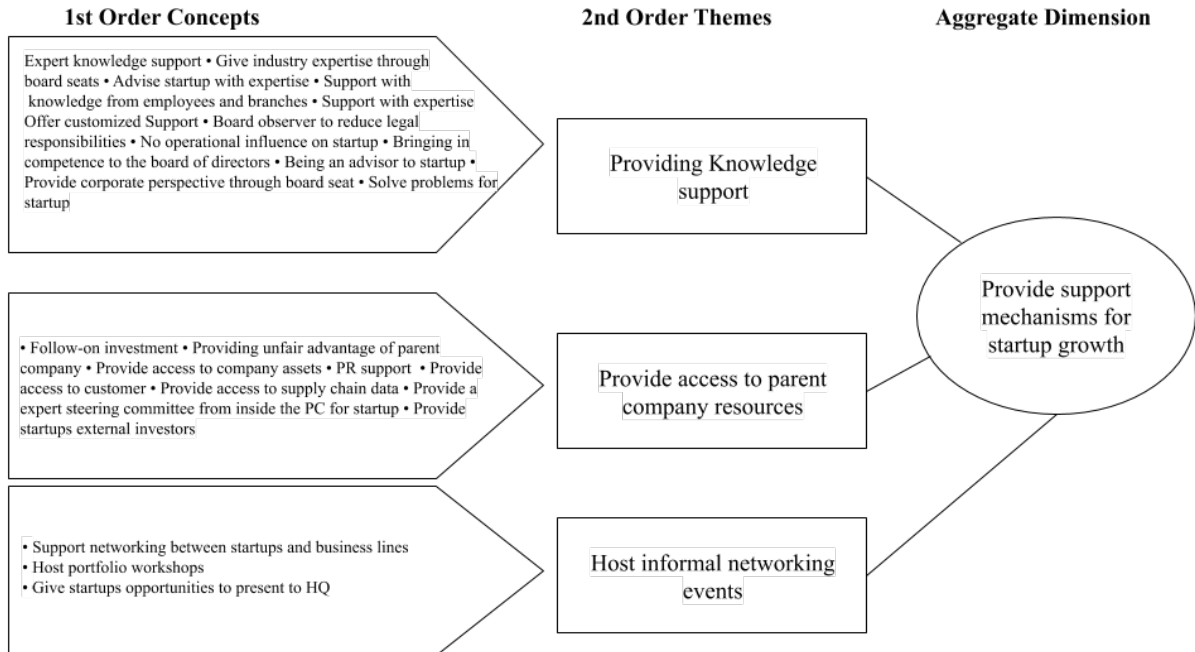 1st Order Concepts
2nd Order Themes
Aggregate Dimension
Expert knowledge support • Give industry expertise through
board seats • Advise startup with expertise • Support with
knowledge from employees and branches • Support with expertise
Offer customized Support • Board observer to reduce legal
responsibilities • No operational influence on startup • Bringing in
competence to the board of directors • Being an advisor to startup •
Provide corporate perspective through board seat • Solve problems for
startup
Providing Knowledge
support
• Follow-on investment • Providing unfair advantage of parent
company • Provide access to company assets • PR support • Provide
access to customer • Provide access to supply chain data • Provide a
expert steering committee from inside the PC for startup • Provide
startups external investors
Provide access to parent
company resources
• Support networking between startups and business lines
• Host portfolio workshops
• Give startups opportunities to present to HQ
Host informal networking
events
Provide support
mechanisms for
startup growth